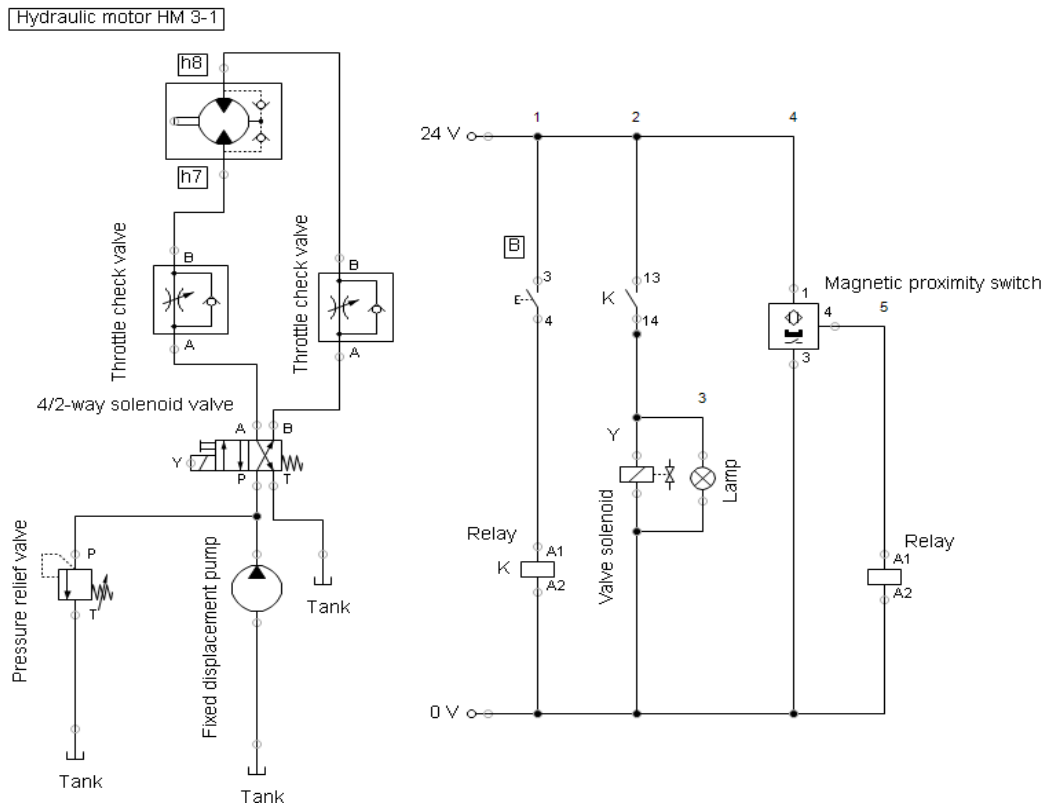 Hydraulic motor HM 3-1
h8
h7
Throttle check valve
B
A
Throttle check valve
B
A
4/2-way solenoid valve
A
B
Y
P
T
Pressure relief valve
P
T
Tank
Fixed displacement pump
Tank
Tank
1
2
4
24 V
B
3
4
K
13
14
Magnetic proximity switch
1
4
5
3
3
Y
Valve solenoid
Lamp
Relay
K
A1
A2
Relay
A1
A2
0 V